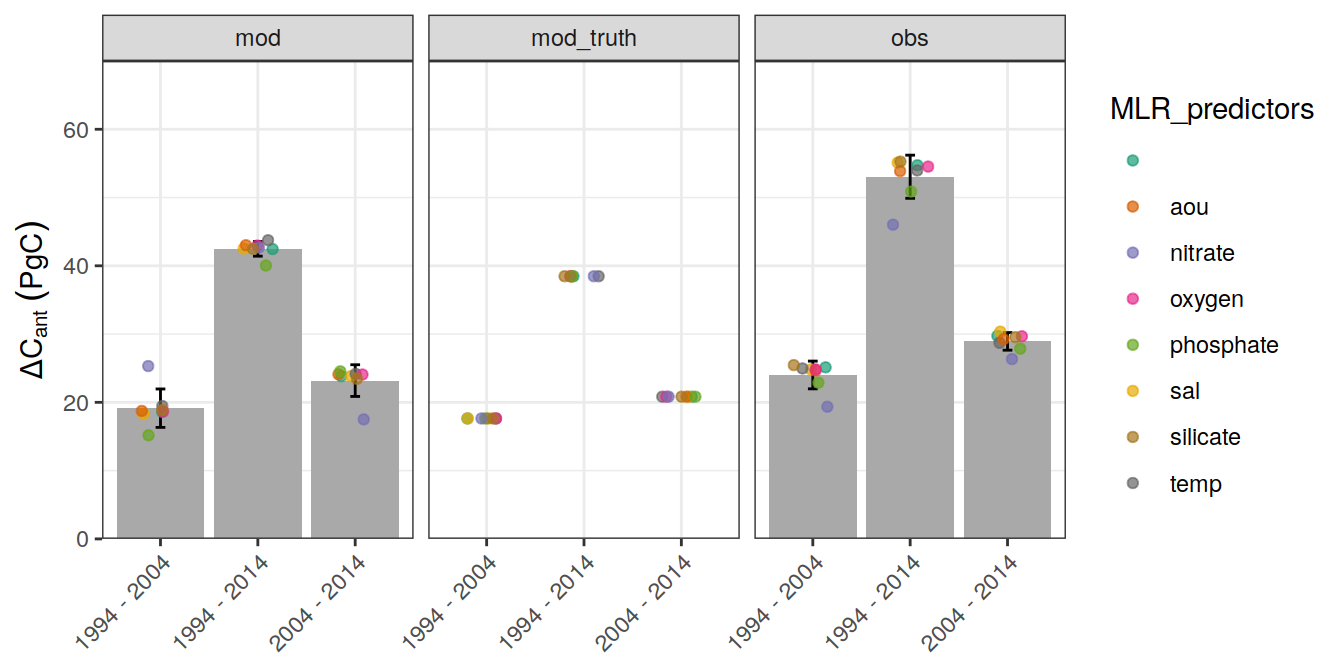 mod
mod_truth
obs
ΔCant (PgC)
60
40
20
0
1994 - 2004
1994 - 2014
2004 - 2014
1994 - 2004
1994 - 2014
2004 - 2014
1994 - 2004
1994 - 2014
2004 - 2014
MLR_predictors
aou
nitrate
oxygen
phosphate
sal
silicate
temp